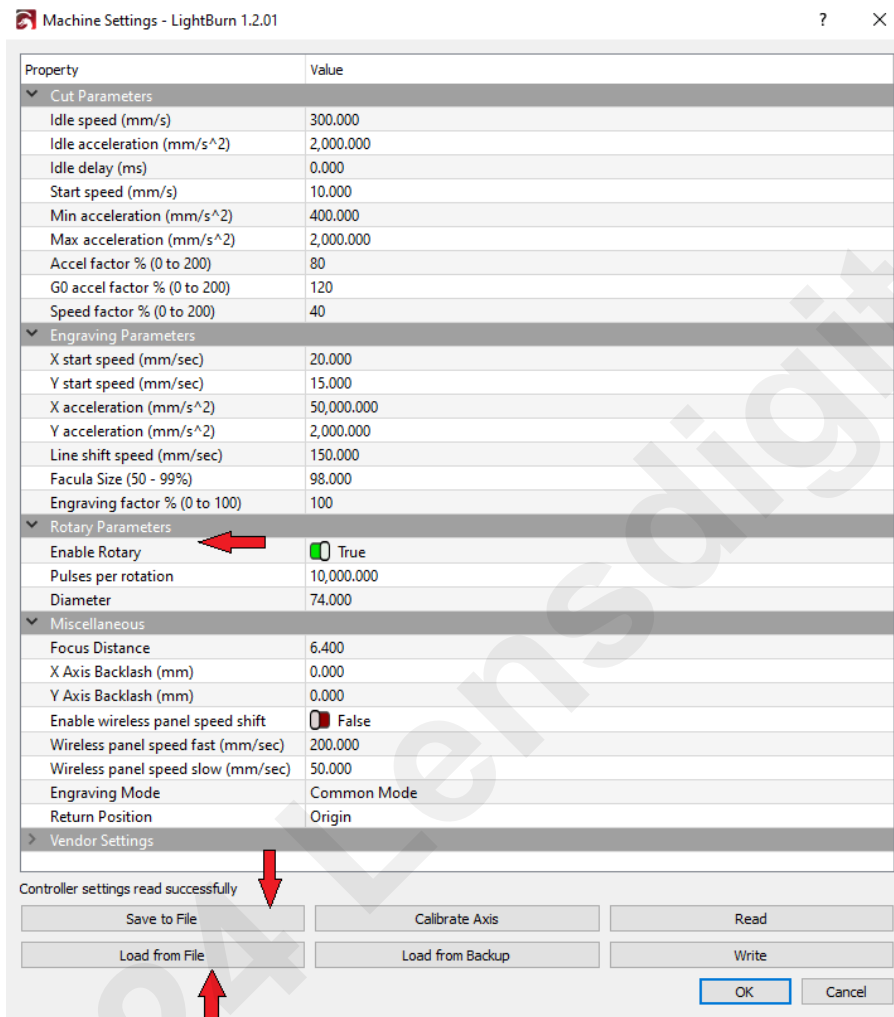 Machine Settings - LightBurn 1.2.01 ?
Property Value
Cut Parameters
Idle speed (mm/s) 300.000
Idle acceleration (mm/s^2) 2,000.000
Idle delay (ms) 0.000
Start speed (mm/s) 10.000
Min acceleration (mm/s^2) 400.000
Max acceleration (mm/s^2) 2,000.000
Accel factor % (0 to 200) 80
G0 accel factor % (0 to 200) 120
Speed factor % (0 to 200) 40
Engraving Parameters
X start speed (mm/sec) 20.000
Y start speed (mm/sec) 15.000
X acceleration (mm/s^2) 50,000.000
Y acceleration (mm/s^2) 2,000.000
Line shift speed (mm/sec) 150.000
Facula Size (50 - 99%) 98.000
Engraving factor % (0 to 100) 100
Rotary Parameters
Enable Rotary True
Pulses per rotation 10,000.000
Diameter 74.000
Miscellaneous
Focus Distance 6.400
X Axis Backlash (mm) 0.000
Y Axis Backlash (mm) 0.000
Enable wireless panel speed shift False
Wireless panel speed fast (mm/sec) 200.000
Wireless panel speed slow (mm/sec) 50.000
Engraving Mode Common Mode
Return Position Origin
Vendor Settings
Controller settings read successfully
Save to File Calibrate Axis Read
Load from File Load from Backup Write
OK Cancel
24 Lensdigit